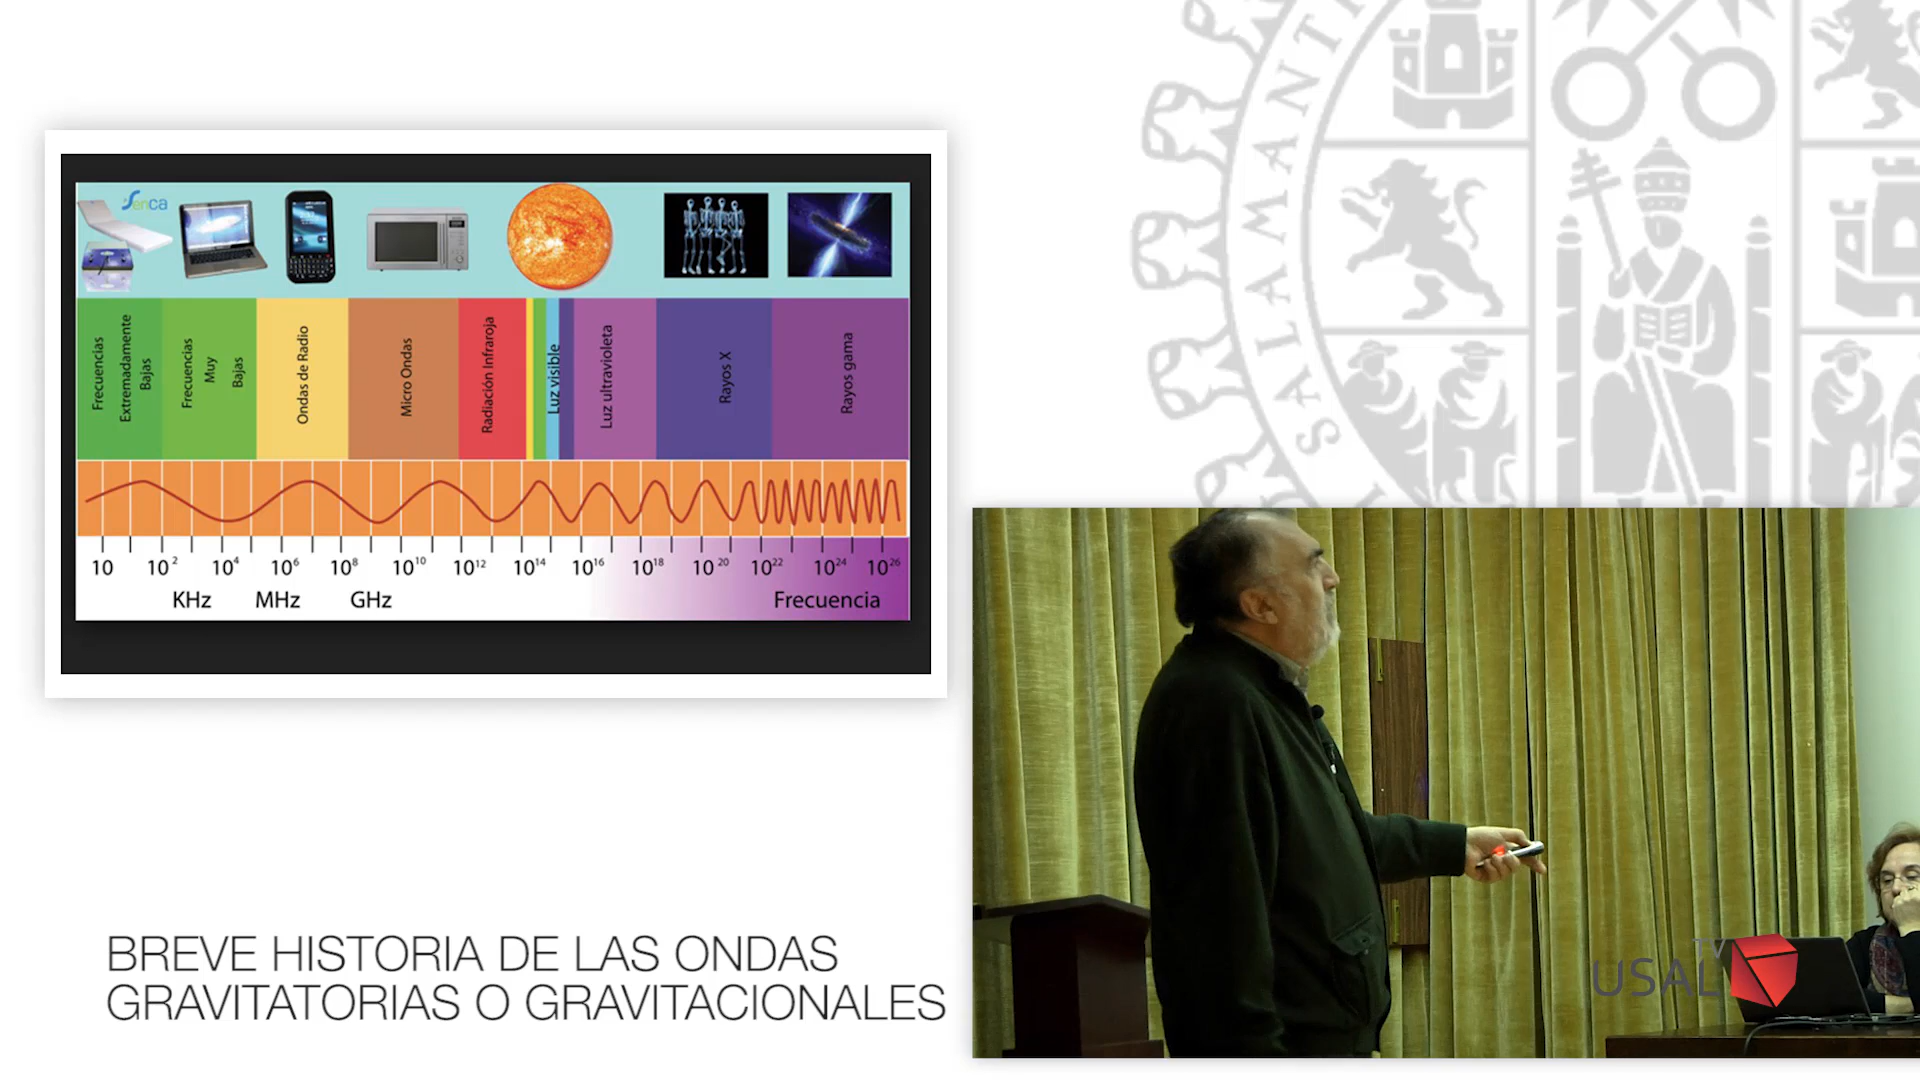 Senca
Frecuencias
Extremadamente
Bajas
Frecuencias
Muy
Bajas
Ondas de Radio
Micro Ondas
Radiación Infraroja
Luz visible
Luz ultravioleta
Rayos X
Rayos gama
10 10² 10⁴ 10⁶ 10⁸ 10¹⁰ 10¹² 10¹⁴ 10¹⁶ 10¹⁸ 10²⁰ 10²² 10²⁴ 10²⁶
KHz MHz GHz Frecuencia
SALAMANT
BREVE HISTORIA DE LAS ONDAS
GRAVITATORIAS O GRAVITACIONALES
USAL TV